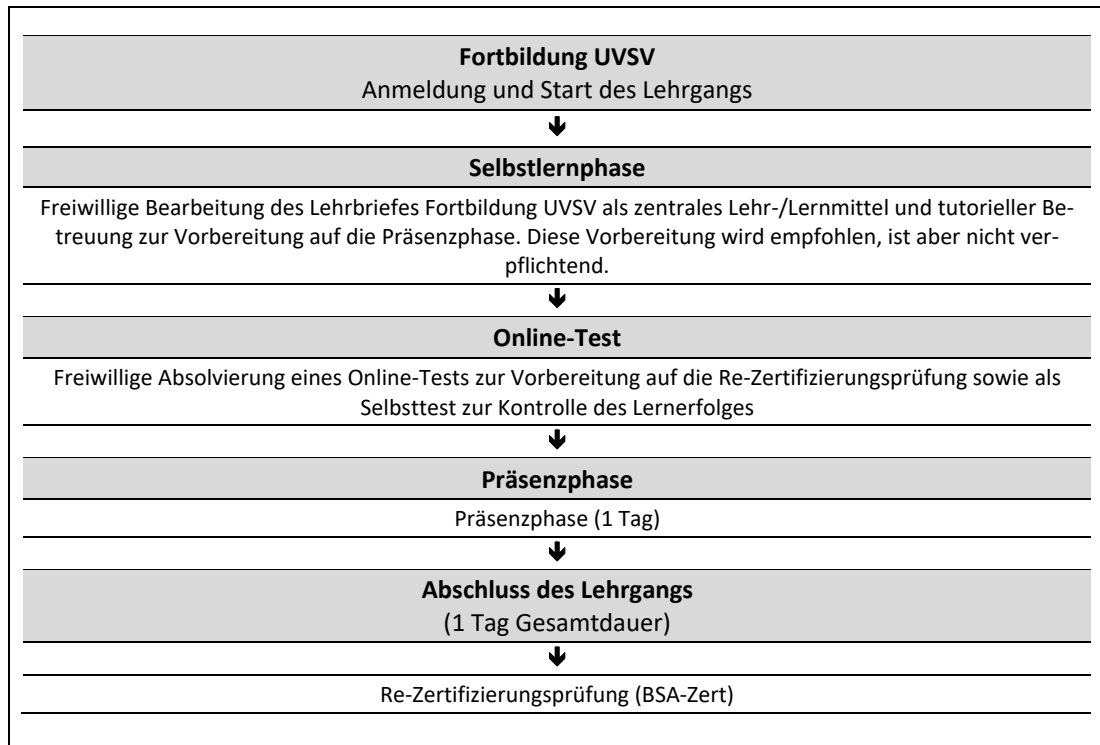 Fortbildung UVSV
Anmeldung und Start des Lehrgangs
Selbstlernphase
Freiwillige Bearbeitung des Lehrbriefes Fortbildung UVSV als zentrales Lehr-/Lernmittel und tutorieller Be-
treuung zur Vorbereitung auf die Präsenzphase. Diese Vorbereitung wird empfohlen, ist aber nicht ver-
pflichtend.
Online-Test
Freiwillige Absolvierung eines Online-Tests zur Vorbereitung auf die Re-Zertifizierungsprüfung sowie als
Selbsttest zur Kontrolle des Lernerfolges
Präsenzphase
Präsenzphase (1 Tag)
Abschluss des Lehrgangs
(1 Tag Gesamtdauer)
Re-Zertifizierungsprüfung (BSA-Zert)